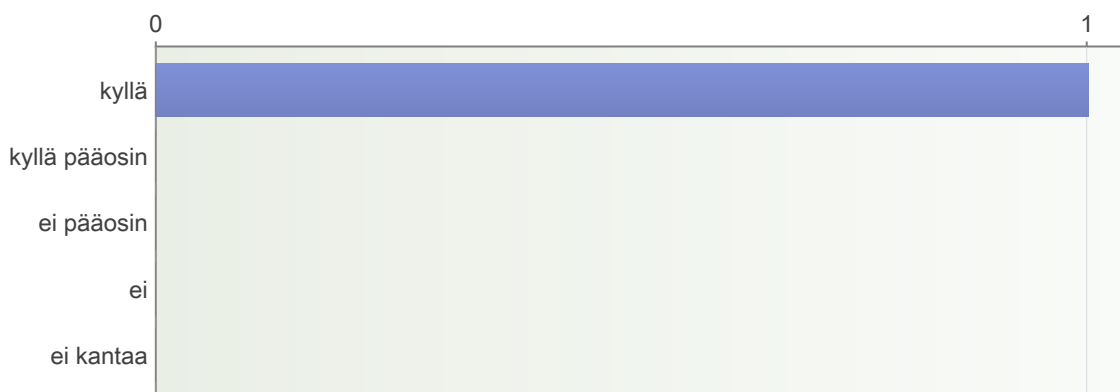 0 1
kyllä
kyllä pääosin
ei pääosin
ei
ei kantaa